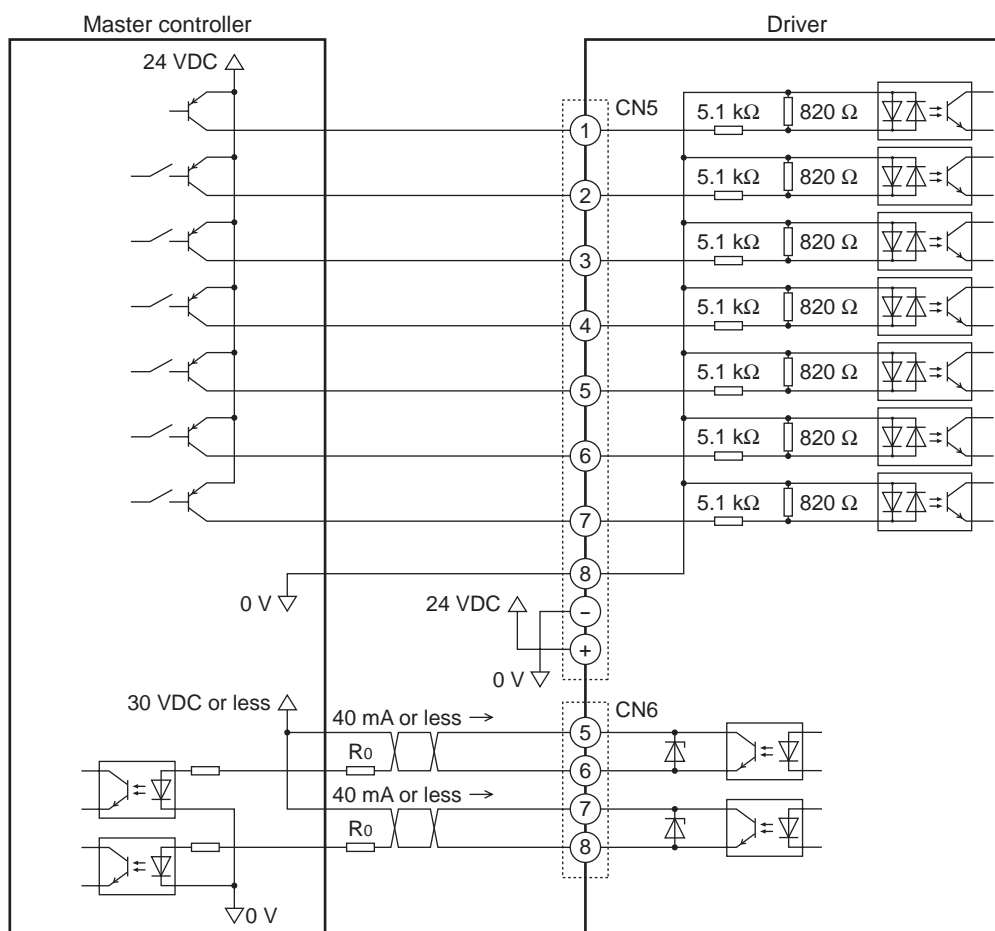 Master controller
Driver
24 VDC
CN5
5.1 kΩ 820 Ω
1
5.1 kΩ 820 Ω
2
5.1 kΩ 820 Ω
3
5.1 kΩ 820 Ω
4
5.1 kΩ 820 Ω
5
5.1 kΩ 820 Ω
6
5.1 kΩ 820 Ω
7
8
0 V
24 VDC
−
+
0 V
30 VDC or less
CN6
40 mA or less →
5
R0
6
40 mA or less →
7
R0
8
0 V